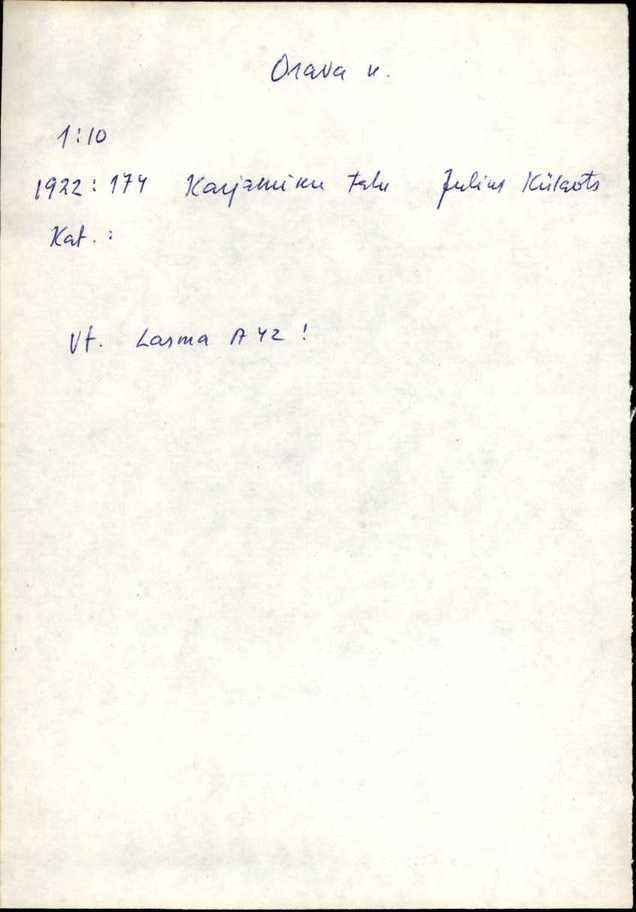 Orava k.
1:10
1922: 174 Karjamiku talu Julius Külaots
Kat.:
Vt. Lasma A 42!